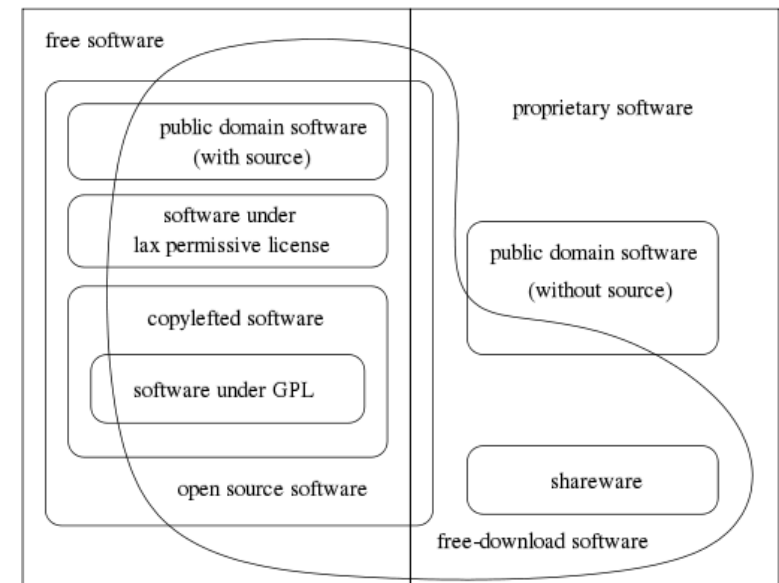 free software
public domain software
(with source)
software under
lax permissive license
copylefted software
software under GPL
open source software
proprietary software
public domain software
(without source)
shareware
free-download software